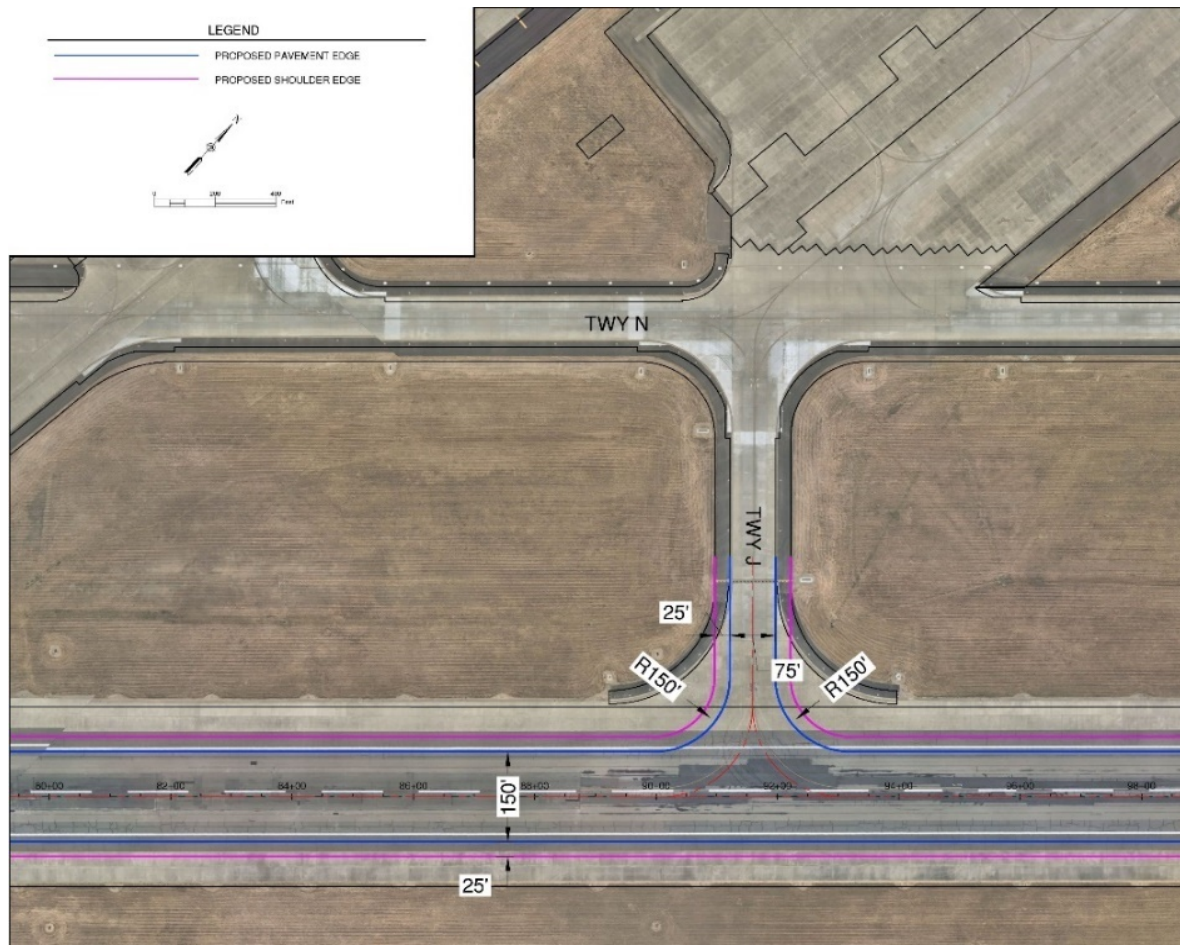 LEGEND
PROPOSED PAVEMENT EDGE
PROPOSED SHOULDER EDGE
0 200 400
Feet
TWY N
TWY J
25'
75'
R150'
R150'
80+00 82+00 84+00 86+00 88+00 90+00 92+00 94+00 96+00 98+00
150'
25'